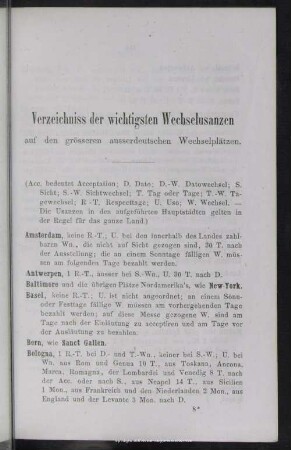 Verzeichniss der wichtigsten Wechselusanzen
auf den grösseren ausserdeutschen Wechselplätzen.
(Acc. bedeutet Acceptation; D. Dato; D.-W. Datowechsel; S.
Sicht; S.-W. Sichtwechsel; T. Tag oder Tage; T.-W. Ta-
gewechsel; R.-T. Respecttage; U. Uso; W. Wechsel. —
Die Usanzen in den aufgeführten Hauptstädten gelten in
der Regel für das ganze Land.)
Amsterdam, keine R.-T.; U. bei den innerhalb des Landes zahl-
baren Wn., die nicht auf Sicht gezogen sind, 30 T. nach
der Ausstellung; die an einem Sonntage fälligen W. müs-
sen am folgenden Tage bezahlt werden.
Antwerpen, 1 R.-T., ausser bei S.-Wn., U. 30 T. nach D.
Baltimore und die übrigen Plätze Nordamerika's, wie New-York.
Basel, keine R.-T.; U. ist nicht angeordnet; an einem Sonn-
oder Festtage fällige W. müssen am vorhergehenden Tage
bezahlt werden; auf diese Messe gezogene W. sind am
Tage nach der Einläutung zu acceptiren und am Tage vor
der Ausläutung zu bezahlen.
Bern, wie Sanct Gallen.
Bologna, 1 R.-T. bei D.- und T.-Wn., keiner bei S.-W., U. bei
Wn. aus Rom und Genua 10 T., aus Toskana, Ancona,
Marca, Romagna, der Lombardei und Venedig 8 T. nach
der Acc. oder nach S., aus Neapel 14 T., aus Sicilien
1 Mon., aus Frankreich und den Niederlanden 2 Mon., aus
England und der Levante 3 Mon. nach D.
8*